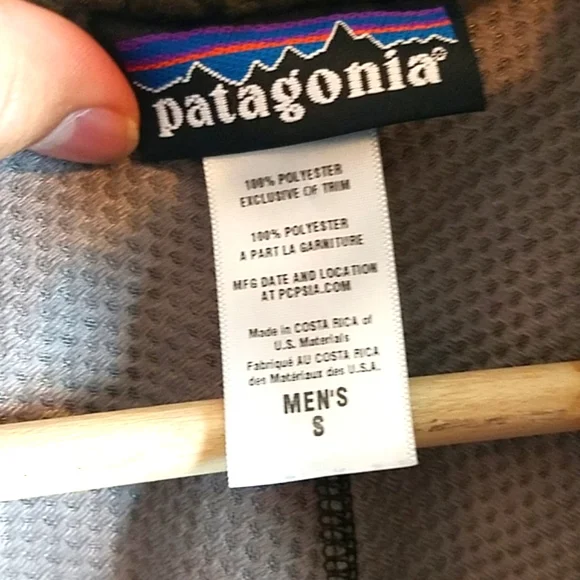 patagonia®
100% POLYESTER
EXCLUSIVE OF TRIM
100% POLYESTER
A PART LA GARNITURE
MFG DATE AND LOCATION
AT PCPSIA.COM
Made in COSTA RICA of
U.S. Materials
Fabriqué AU COSTA RICA
des Matériaux des U.S.A.
MEN'S
S